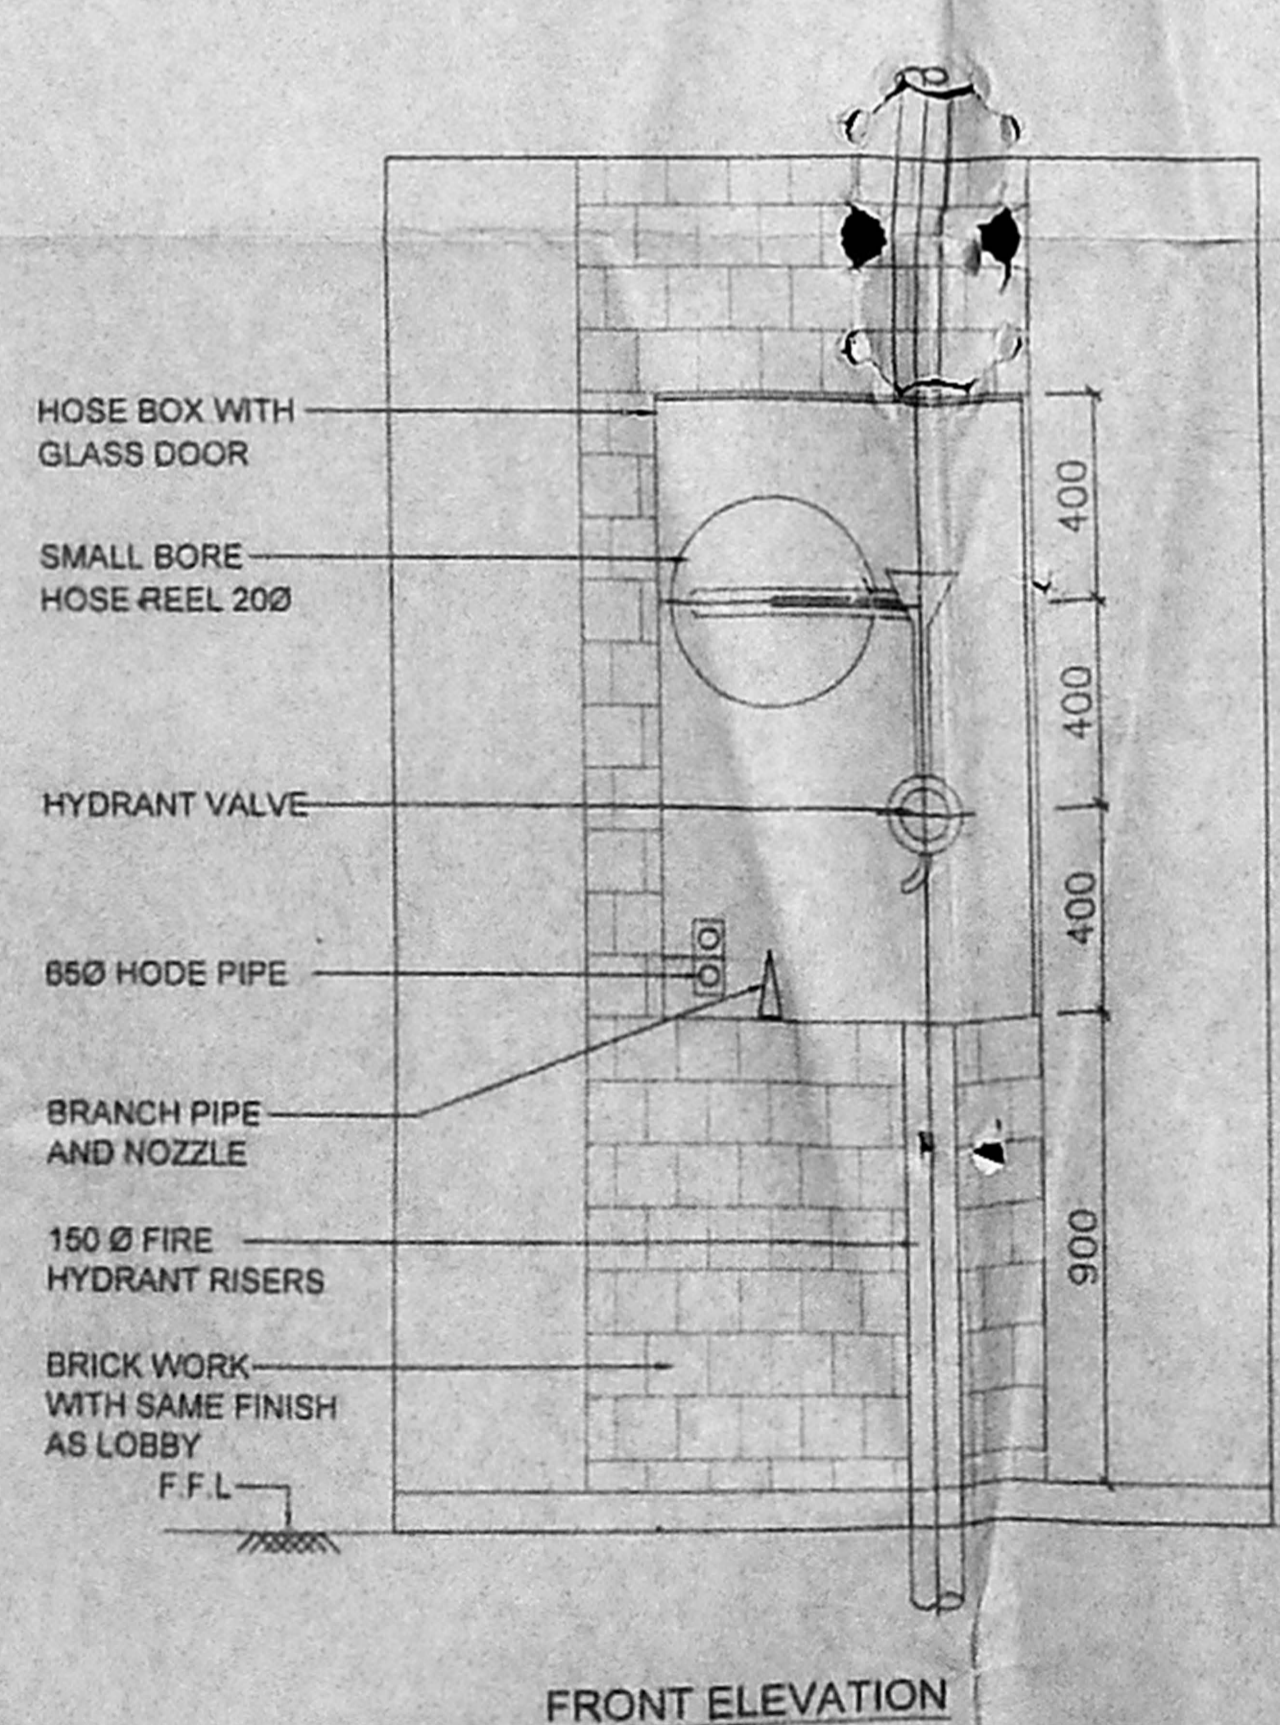 HOSE BOX WITH
GLASS DOOR
400
SMALL BORE
HOSE REEL 20Ø
400
HYDRANT VALVE
400
65Ø HODE PIPE
BRANCH PIPE
AND NOZZLE
150 Ø FIRE
HYDRANT RISERS
900
BRICK WORK
WITH SAME FINISH
AS LOBBY
F.F.L
FRONT ELEVATION